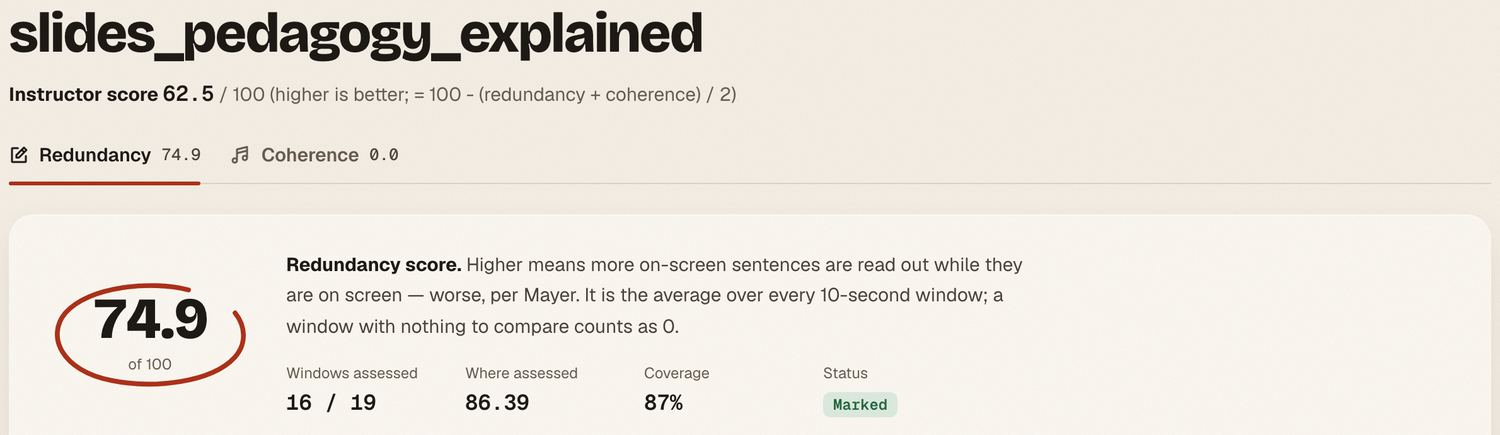 slides_pedagogy_explained
Instructor score 62.5 / 100 (higher is better; = 100 - (redundancy + coherence) / 2)
Redundancy 74.9 Coherence 0.0
Redundancy score. Higher means more on-screen sentences are read out while they
are on screen — worse, per Mayer. It is the average over every 10-second window; a
window with nothing to compare counts as 0.
74.9
of 100
Windows assessed Where assessed Coverage Status
16 / 19 86.39 87% Marked